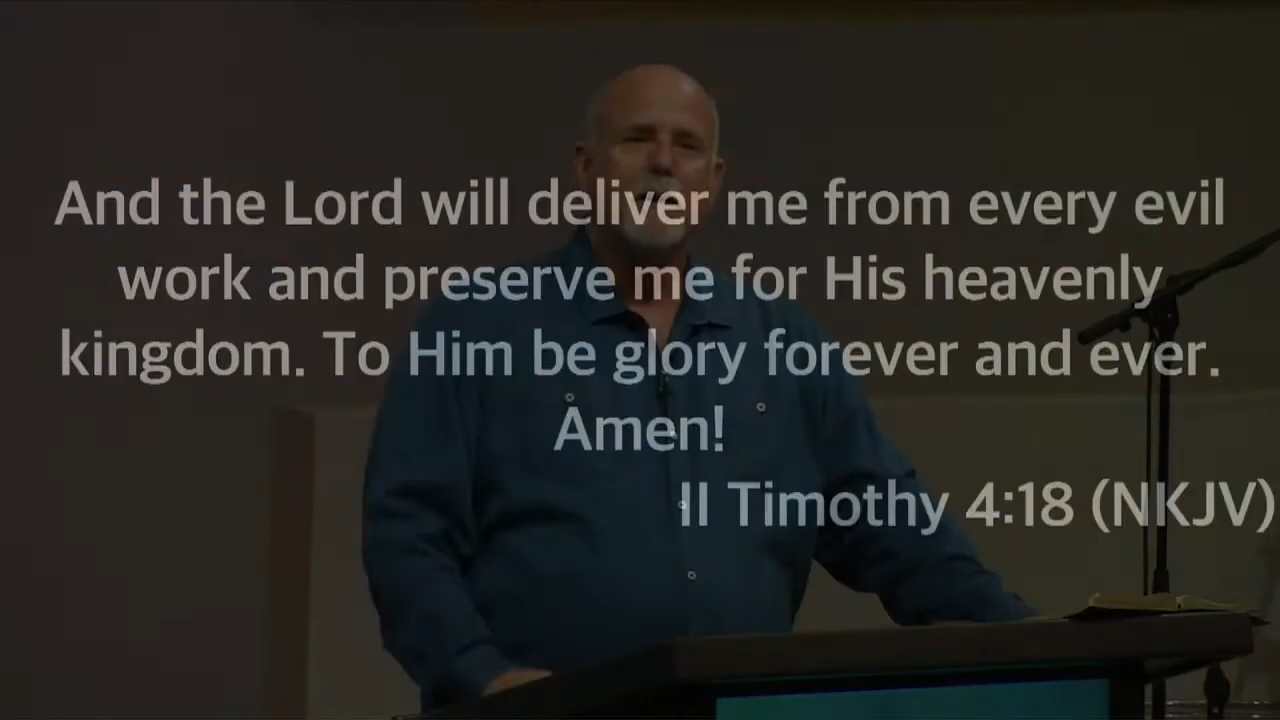 And the Lord will deliver me from every evil
work and preserve me for His heavenly
kingdom. To Him be glory forever and ever.
Amen!
II Timothy 4:18 (NKJV)